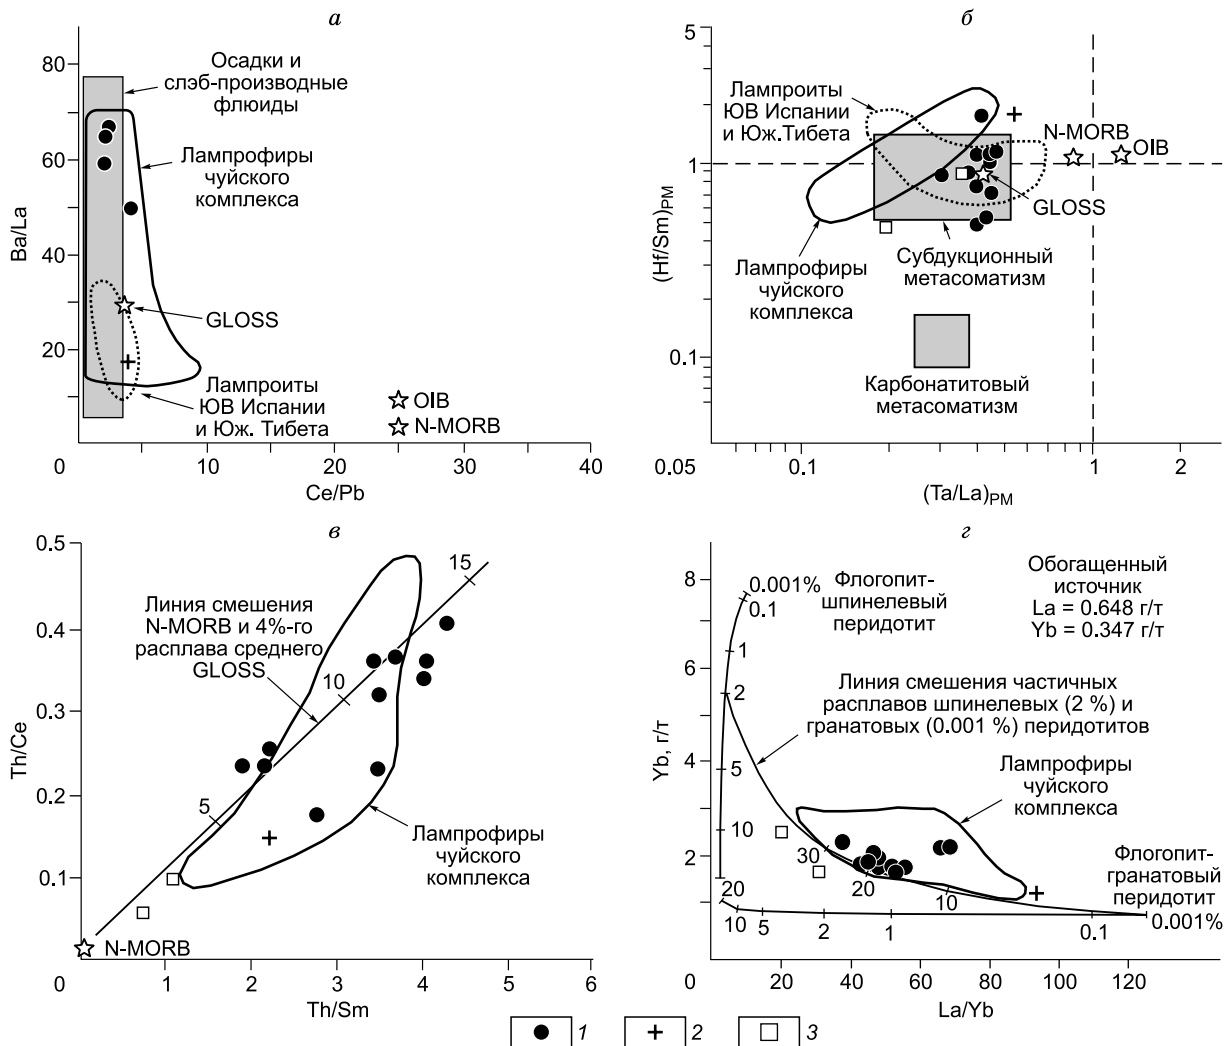 а
80
60
40
20
0
10
20
30
40
Ba/La
Ce/Pb
Осадки и
слэб-производные
флюиды
Лампрофиры
чуйского
комплекса
GLOSS
Лампроиты
ЮВ Испании
и Юж. Тибета
OIB
N-MORB
б
5
1
0.1
0.05
0.1
1
2
(Hf/Sm)PM
(Ta/La)PM
Лампроиты
ЮВ Испании
и Юж.Тибета
N-MORB
OIB
GLOSS
Субдукционный
метасоматизм
Лампрофиры
чуйского
комплекса
Карбонатитовый
метасоматизм
в
0.5
0.4
0.3
0.2
0.1
0
1
2
3
4
5
6
Th/Ce
Th/Sm
15
Линия смешения
N-MORB и 4%-го
расплава среднего
GLOSS
10
5
Лампрофиры
чуйского
комплекса
N-MORB
г
8
6
4
2
0
20
40
60
80
100
120
Yb, г/т
La/Yb
0.001%
0.1
1
2
5
10
20
Флогопит-
шпинелевый
перидотит
Обогащенный
источник
La = 0.648 г/т
Yb = 0.347 г/т
Линия смешения частичных
расплавов шпинелевых (2 %) и
гранатовых (0.001 %) перидотитов
Лампрофиры
чуйского
комплекса
30
20
10
Флогопит-
гранатовый
перидотит
10
5
2
1
0.1
0.001%
1
2
3